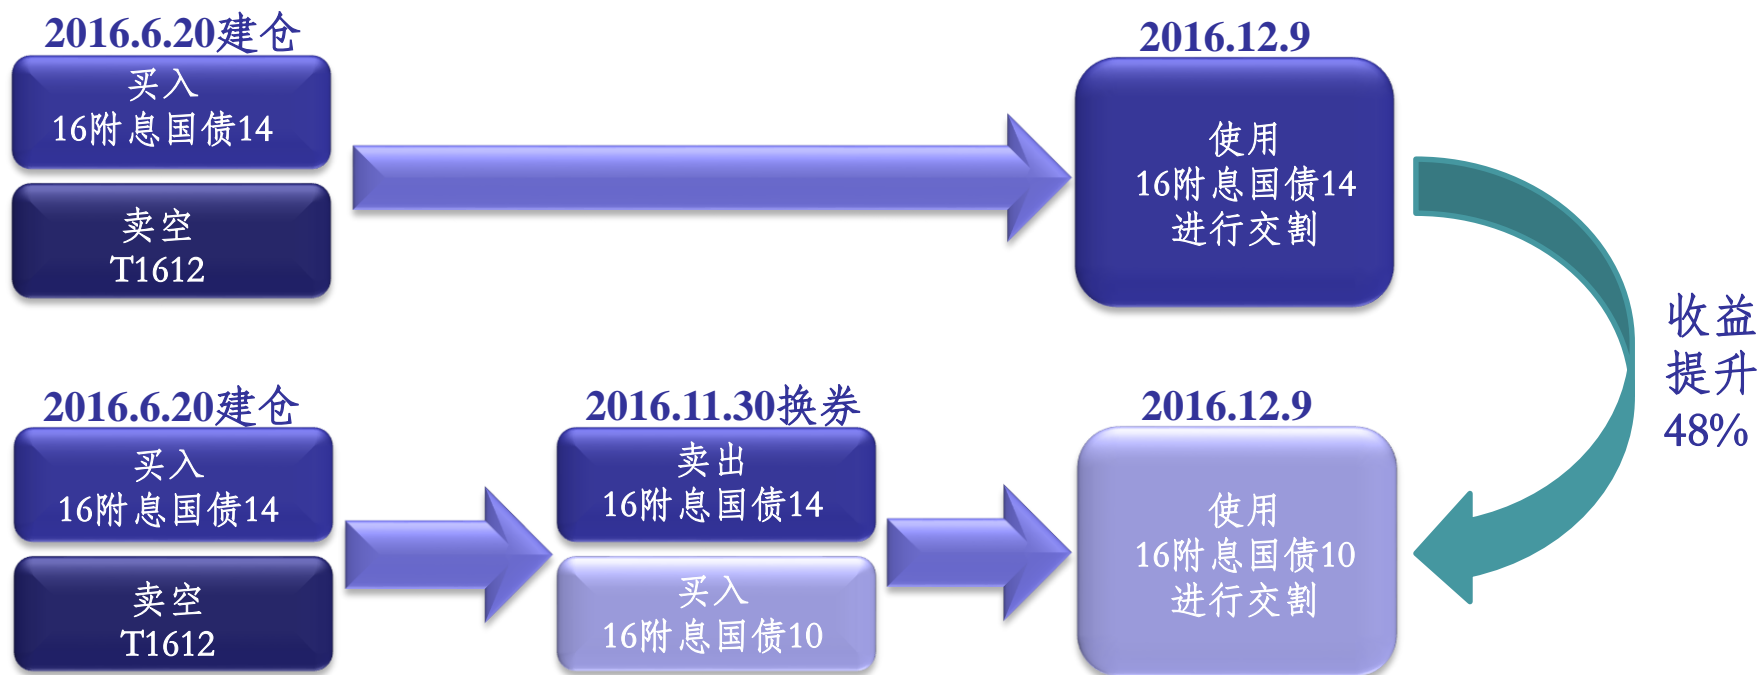 2016.6.20建仓
买入
16附息国债14
卖空
T1612
2016.12.9
使用
16附息国债14
进行交割
收益
提升
48%
2016.6.20建仓
买入
16附息国债14
卖空
T1612
2016.11.30换券
卖出
16附息国债14
买入
16附息国债10
2016.12.9
使用
16附息国债10
进行交割